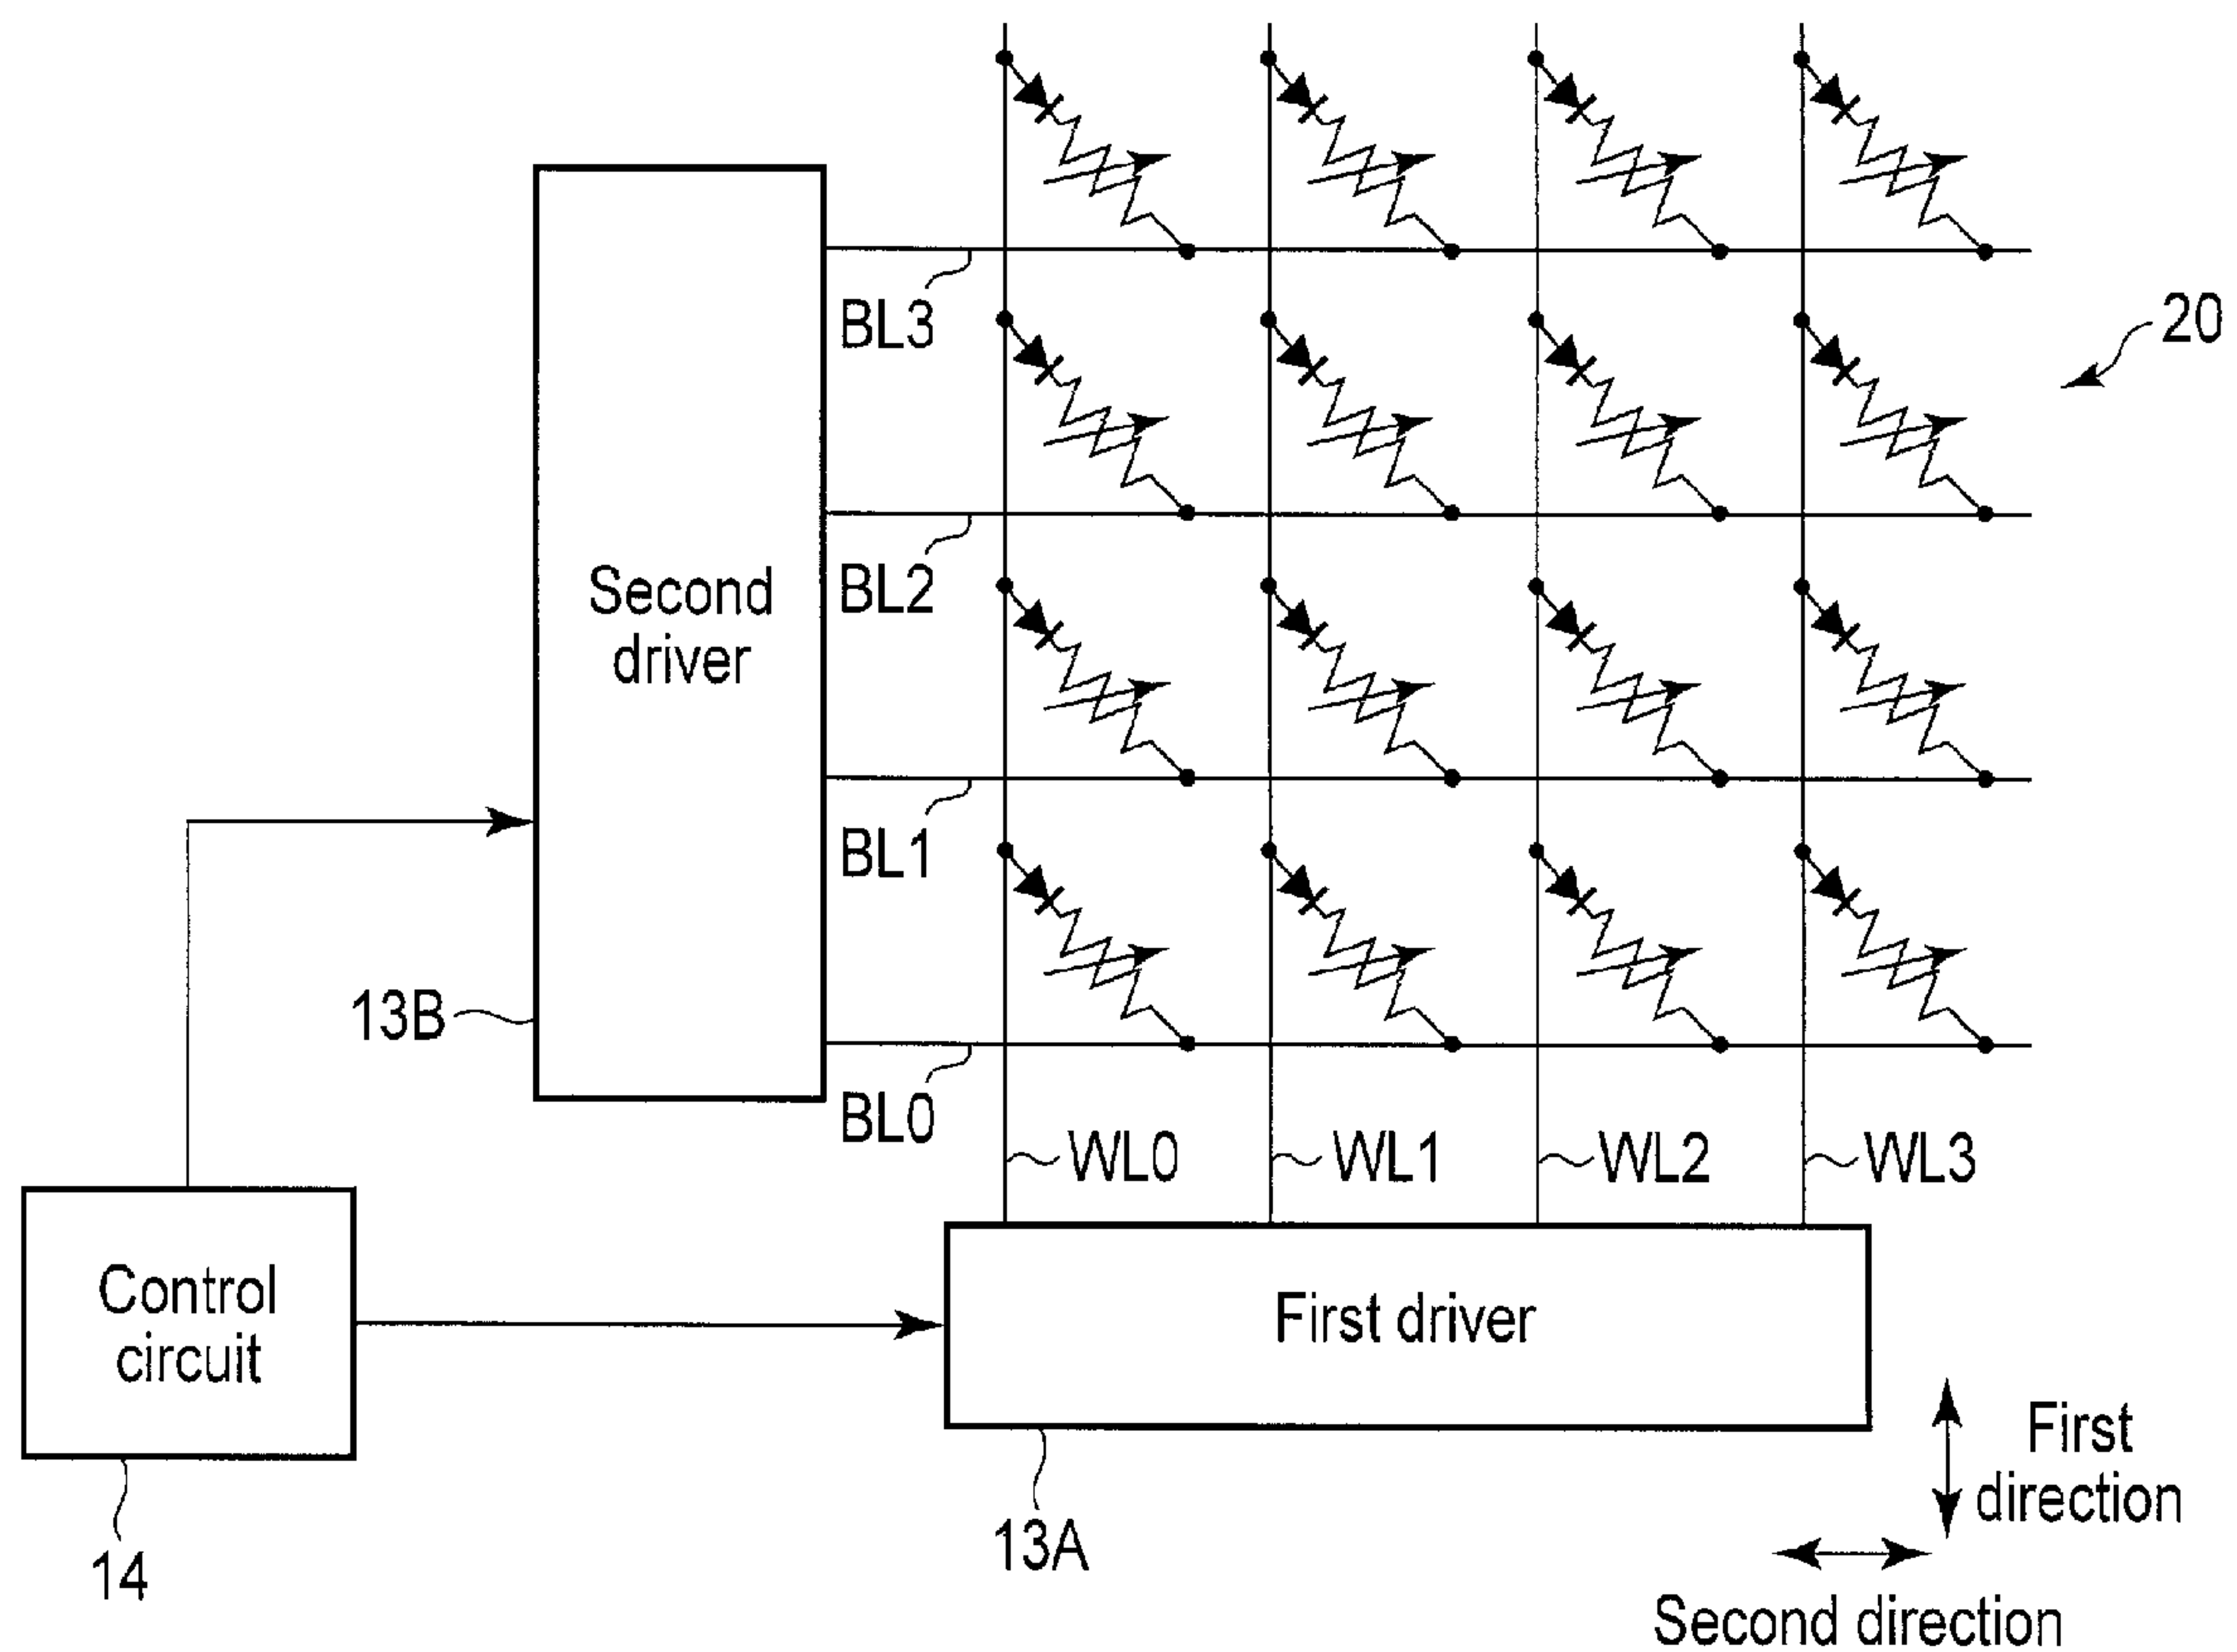 20
BL3
Second
driver
BL2
BL1
13B
BL0
WL0
WL1
WL2
WL3
Control
circuit
First driver
First
direction
14
13A
Second direction